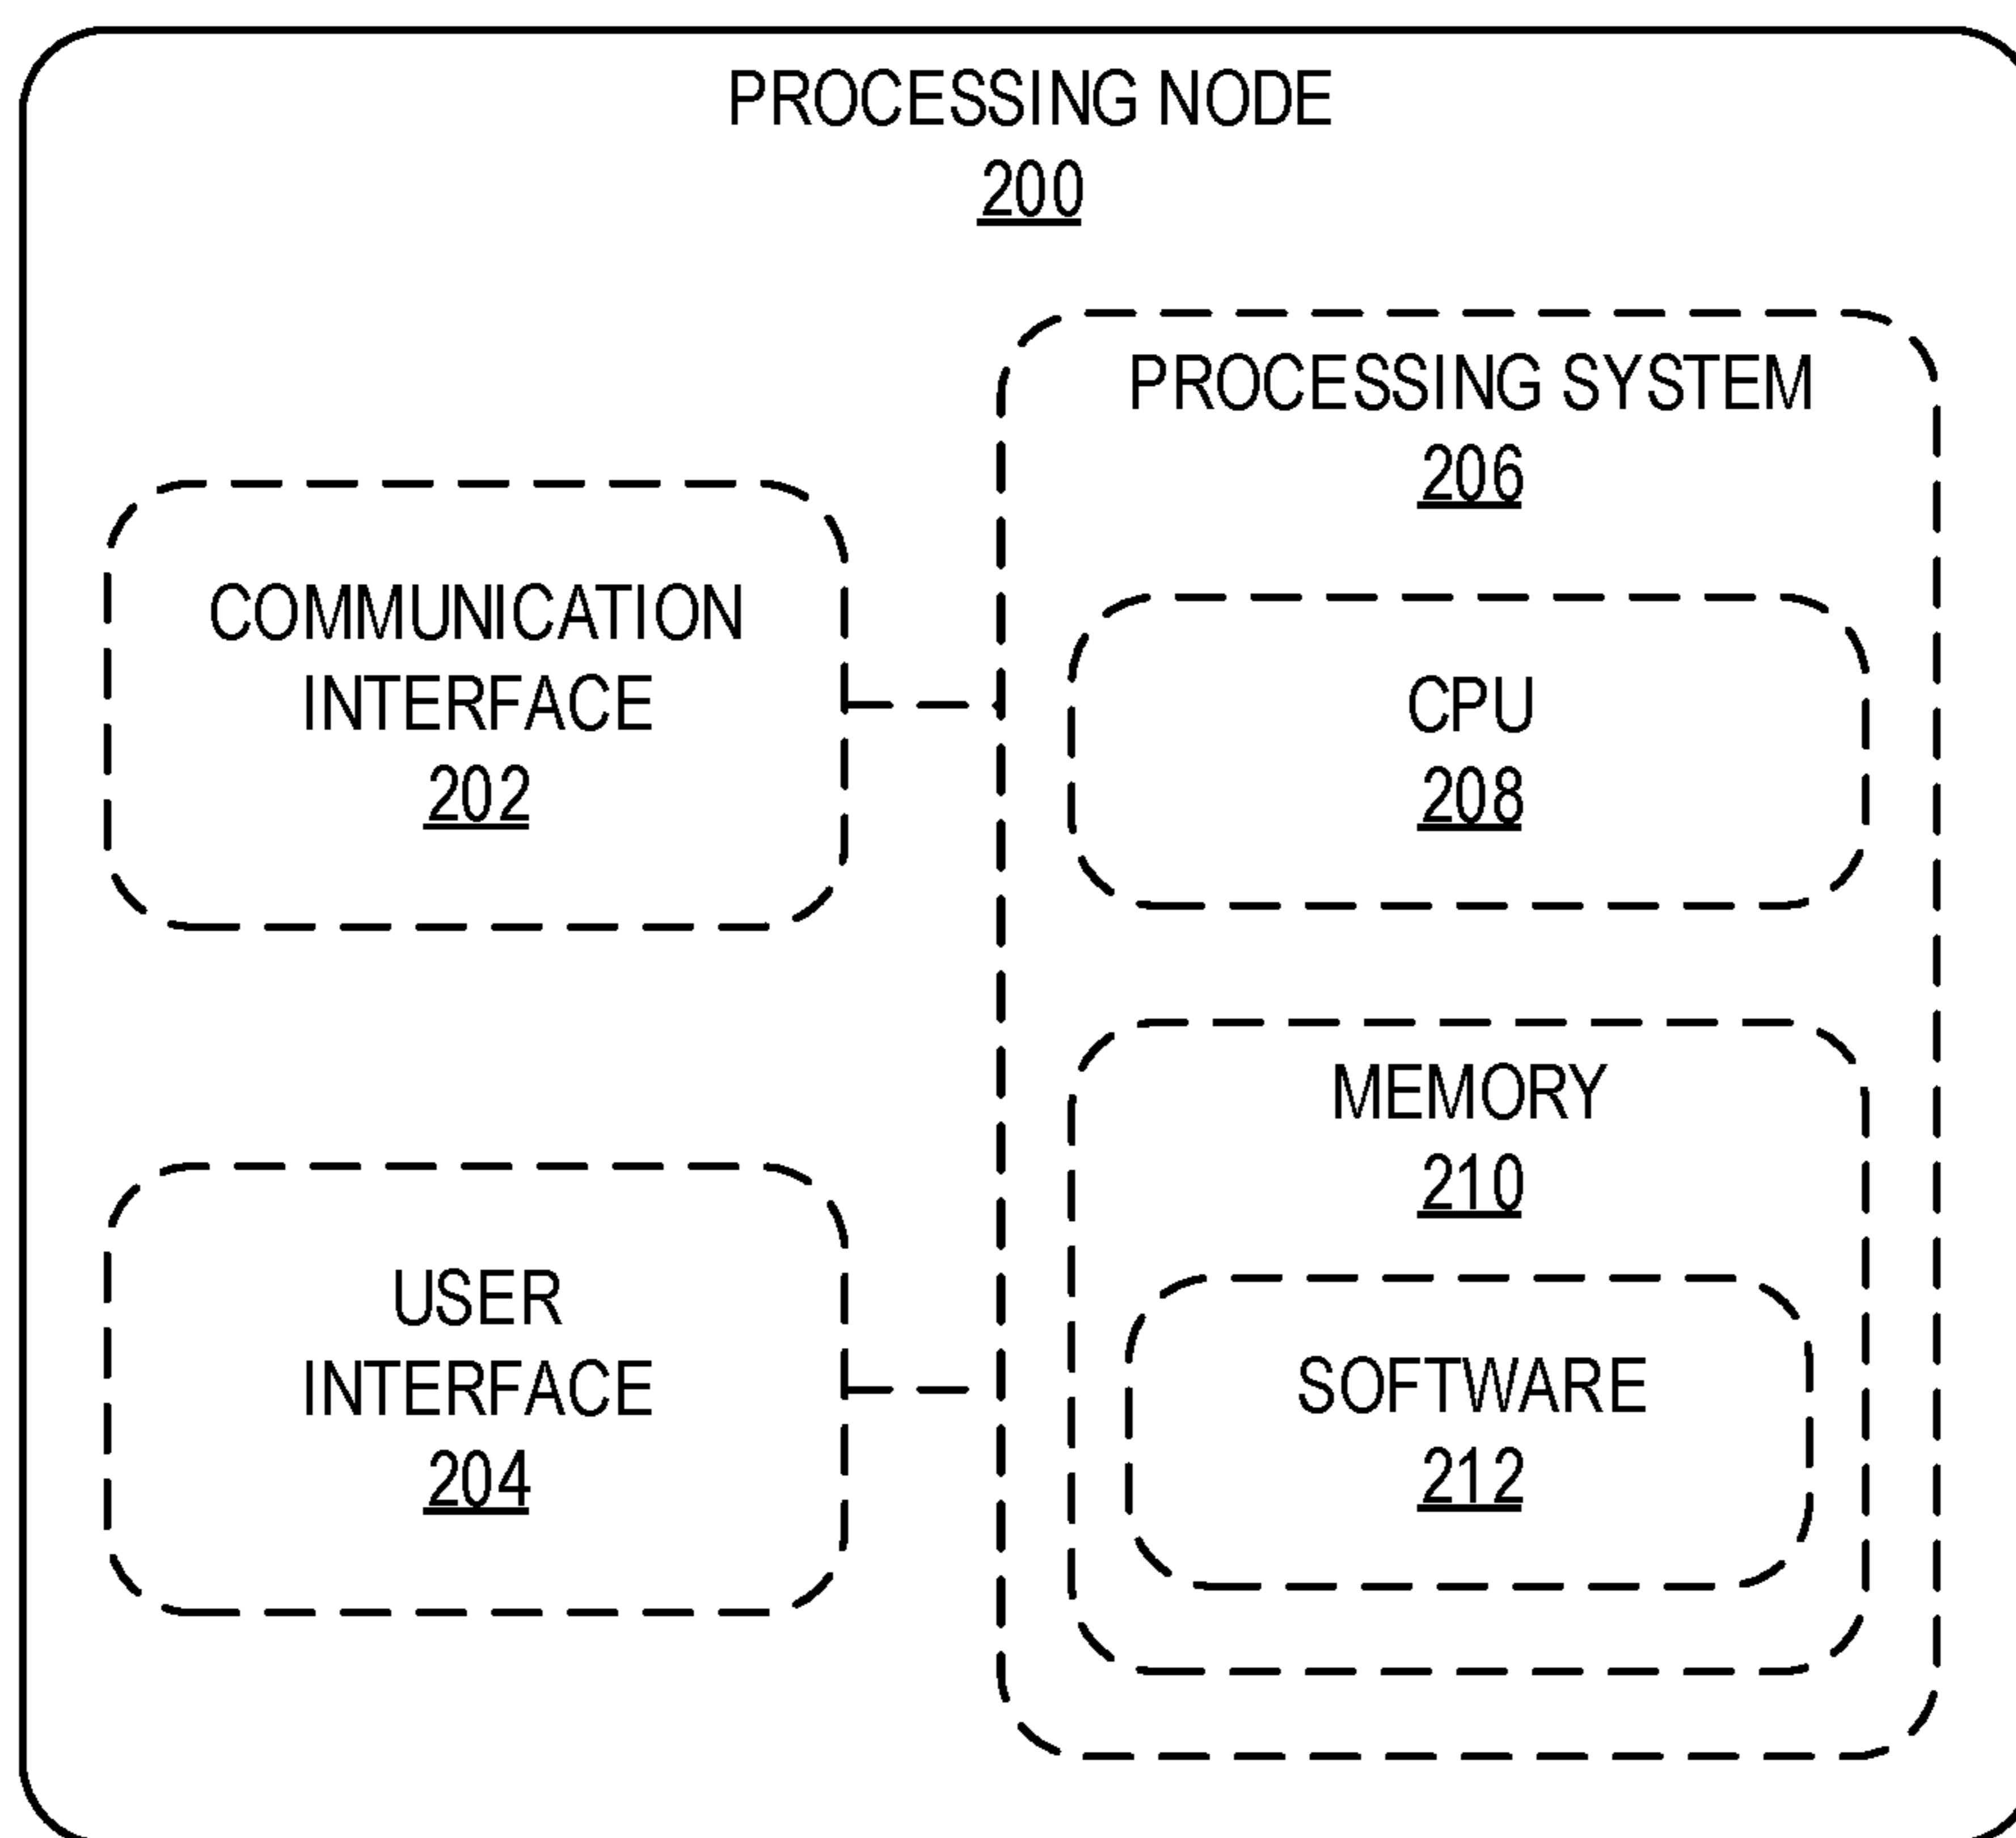 PROCESSING NODE
200
PROCESSING SYSTEM
206
COMMUNICATION
INTERFACE
202
CPU
208
MEMORY
210
USER
INTERFACE
204
SOFTWARE
212